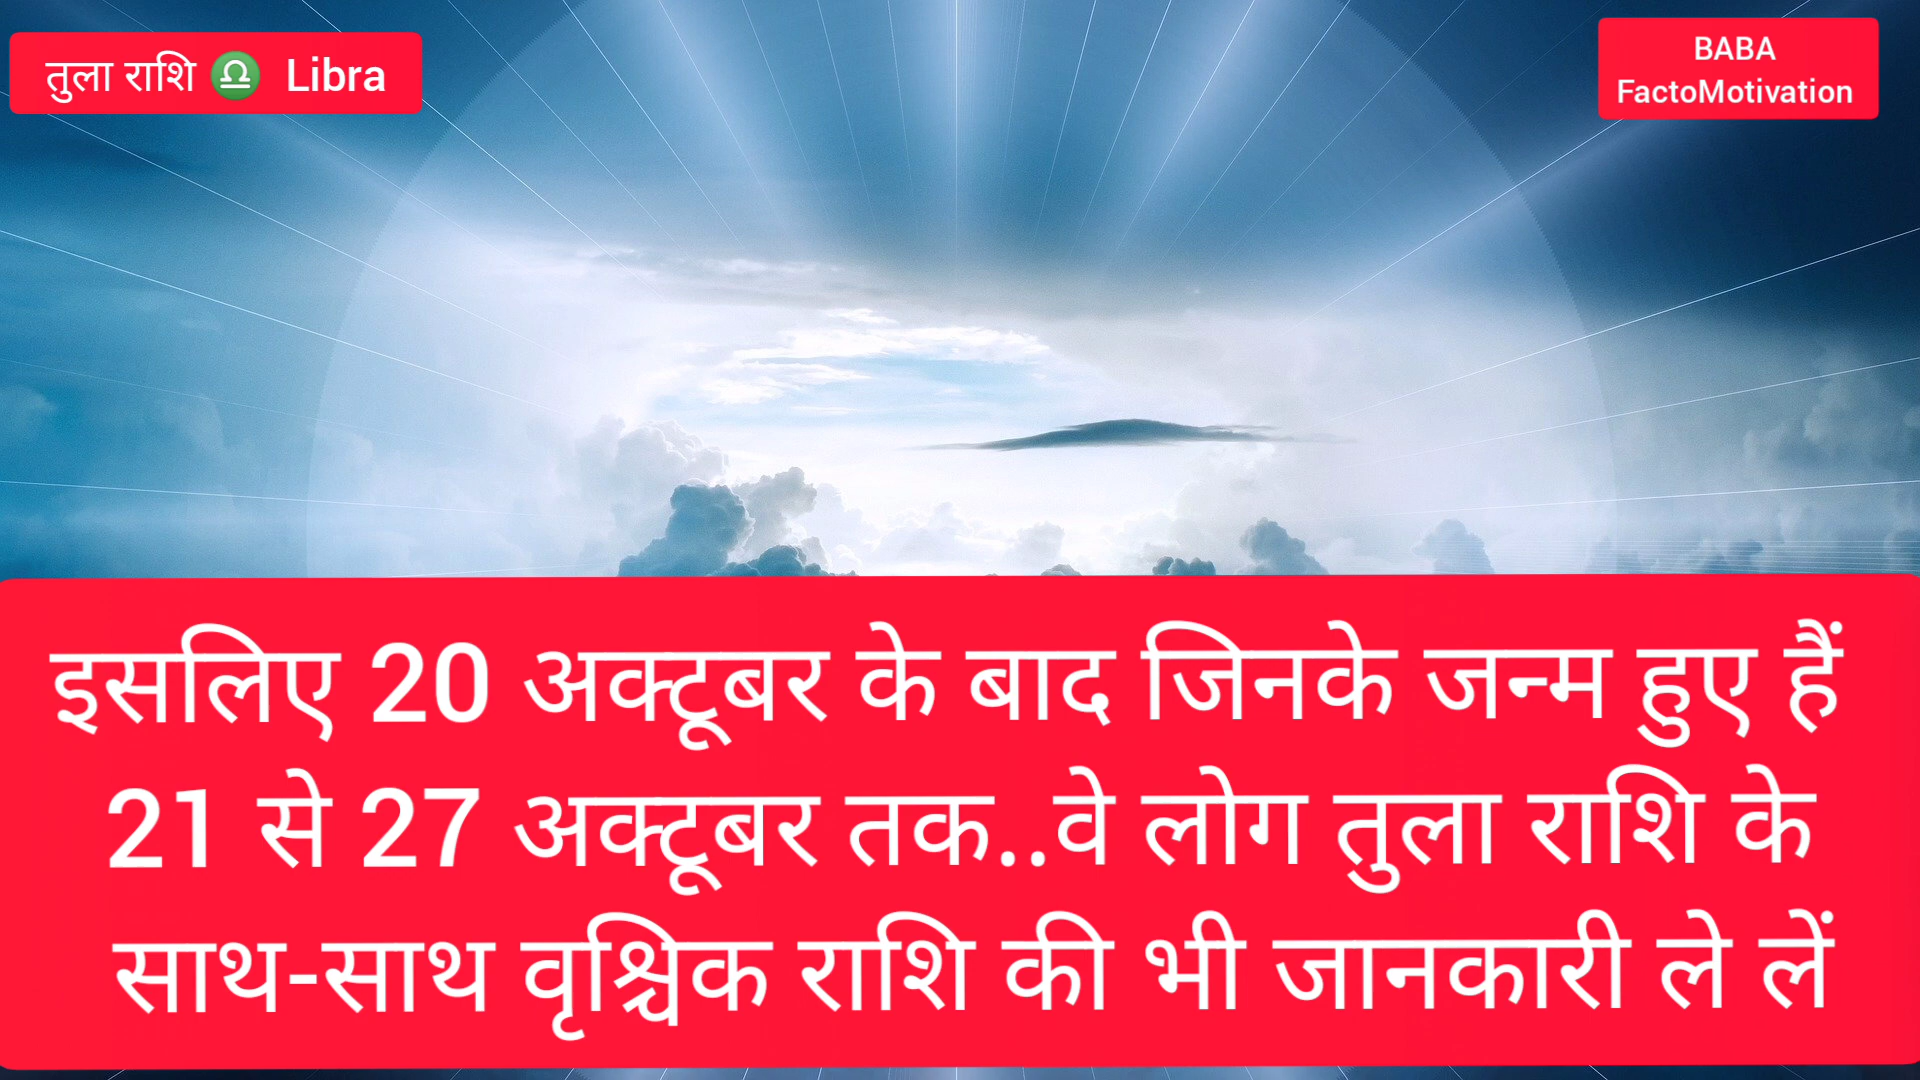 तुला राशि ♎ Libra
BABA
FactoMotivation
इसलिए 20 अक्टूबर के बाद जिनके जन्म हुए हैं
21 से 27 अक्टूबर तक..वे लोग तुला राशि के
साथ-साथ वृश्चिक राशि की भी जानकारी ले लें